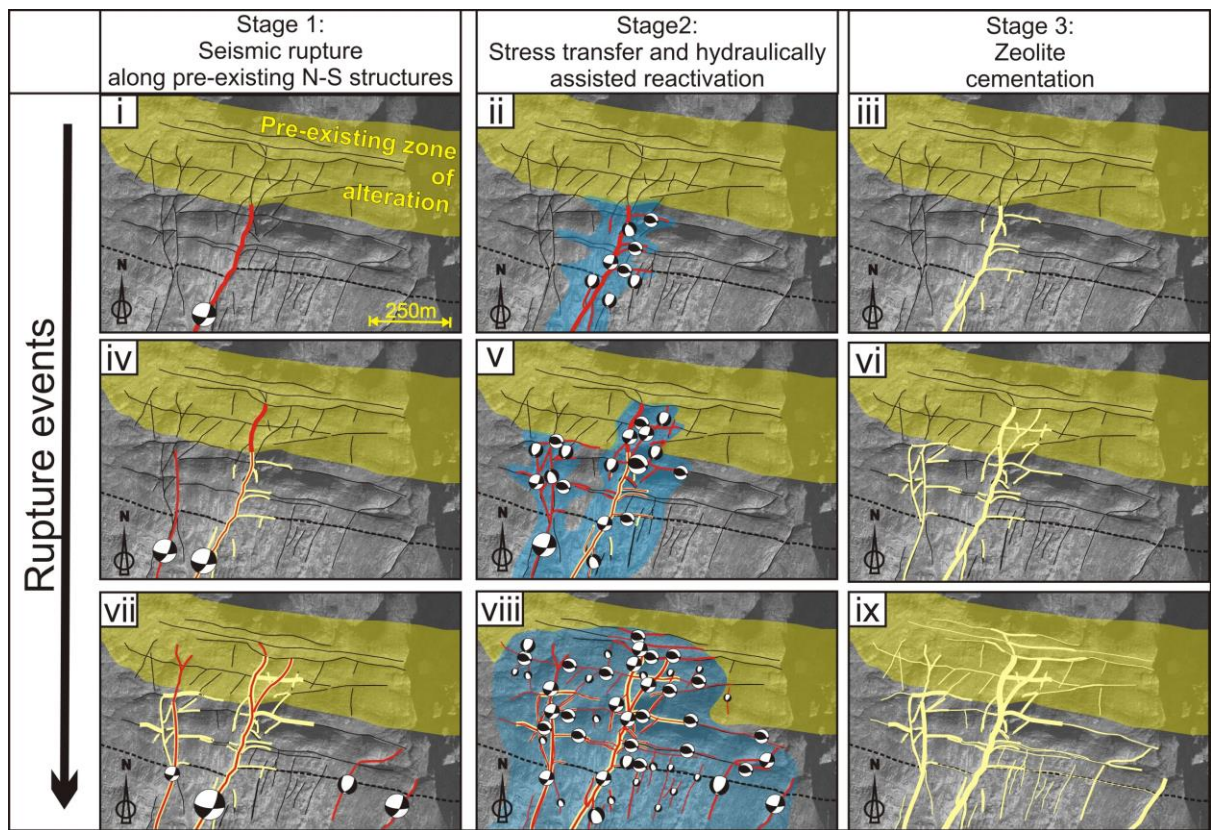 Stage 1:
Seismic rupture
along pre-existing N-S structures
Stage2:
Stress transfer and hydraulically
assisted reactivation
Stage 3:
Zeolite
cementation
Rupture events
i
Pre-existing zone
of
alteration
N
250m
ii
N
iii
N
iv
N
v
N
vi
N
vii
N
viii
N
ix
N